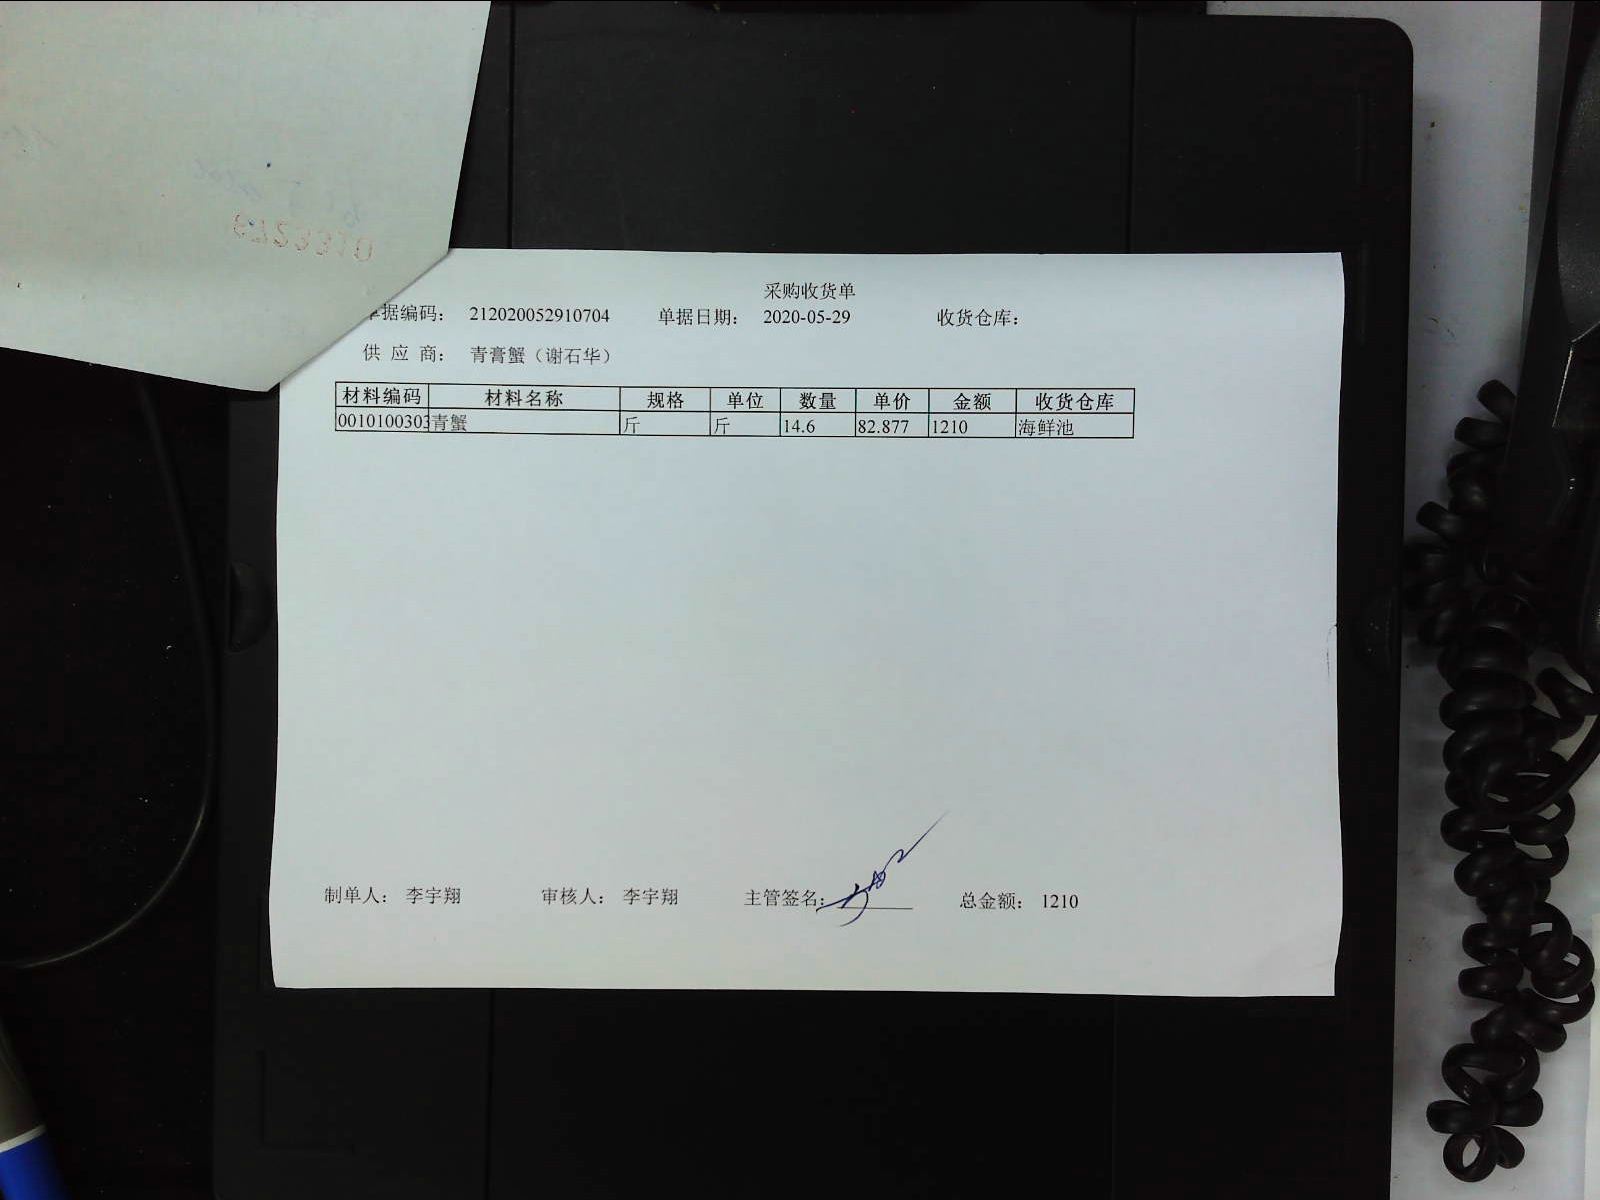 采购收货单
单据编码： 212020052910704 单据日期： 2020-05-29 收货仓库：
供 应 商： 青膏蟹（谢石华）
材料编码 材料名称 规格 单位 数量 单价 金额 收货仓库
0010100303 青蟹 斤 斤 14.6 82.877 1210 海鲜池
制单人： 李宇翔 审核人： 李宇翔 主管签名： 总金额： 1210